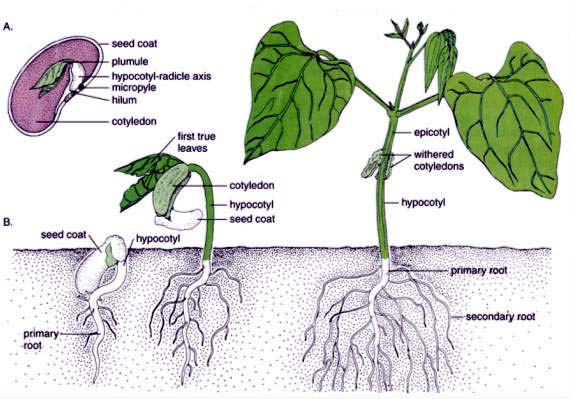 A.
seed coat
plumule
hypocotyl-radicle axis
micropyle
hilum
cotyledon
first true
leaves
cotyledon
hypocotyl
seed coat
epicotyl
withered
cotyledons
hypocotyl
B.
seed coat
hypocotyl
primary
root
primary root
secondary root